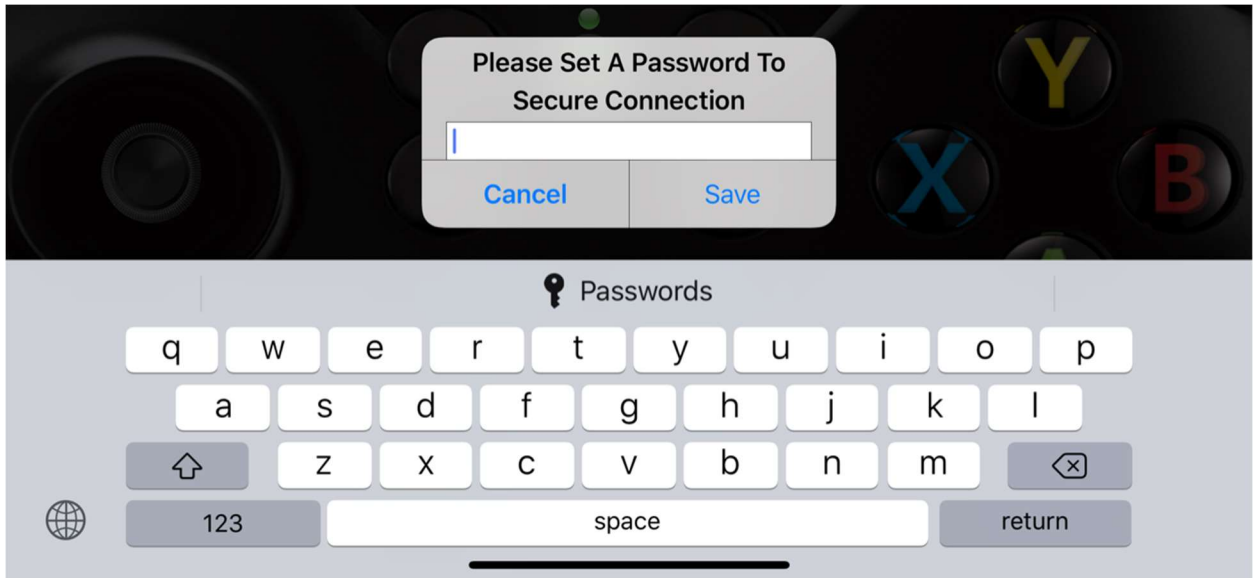 Y
Please Set A Password To
Secure Connection
X
B
Cancel
Save
Passwords
q w e r t y u i o p
a s d f g h j k l
z x c v b n m
123 space return